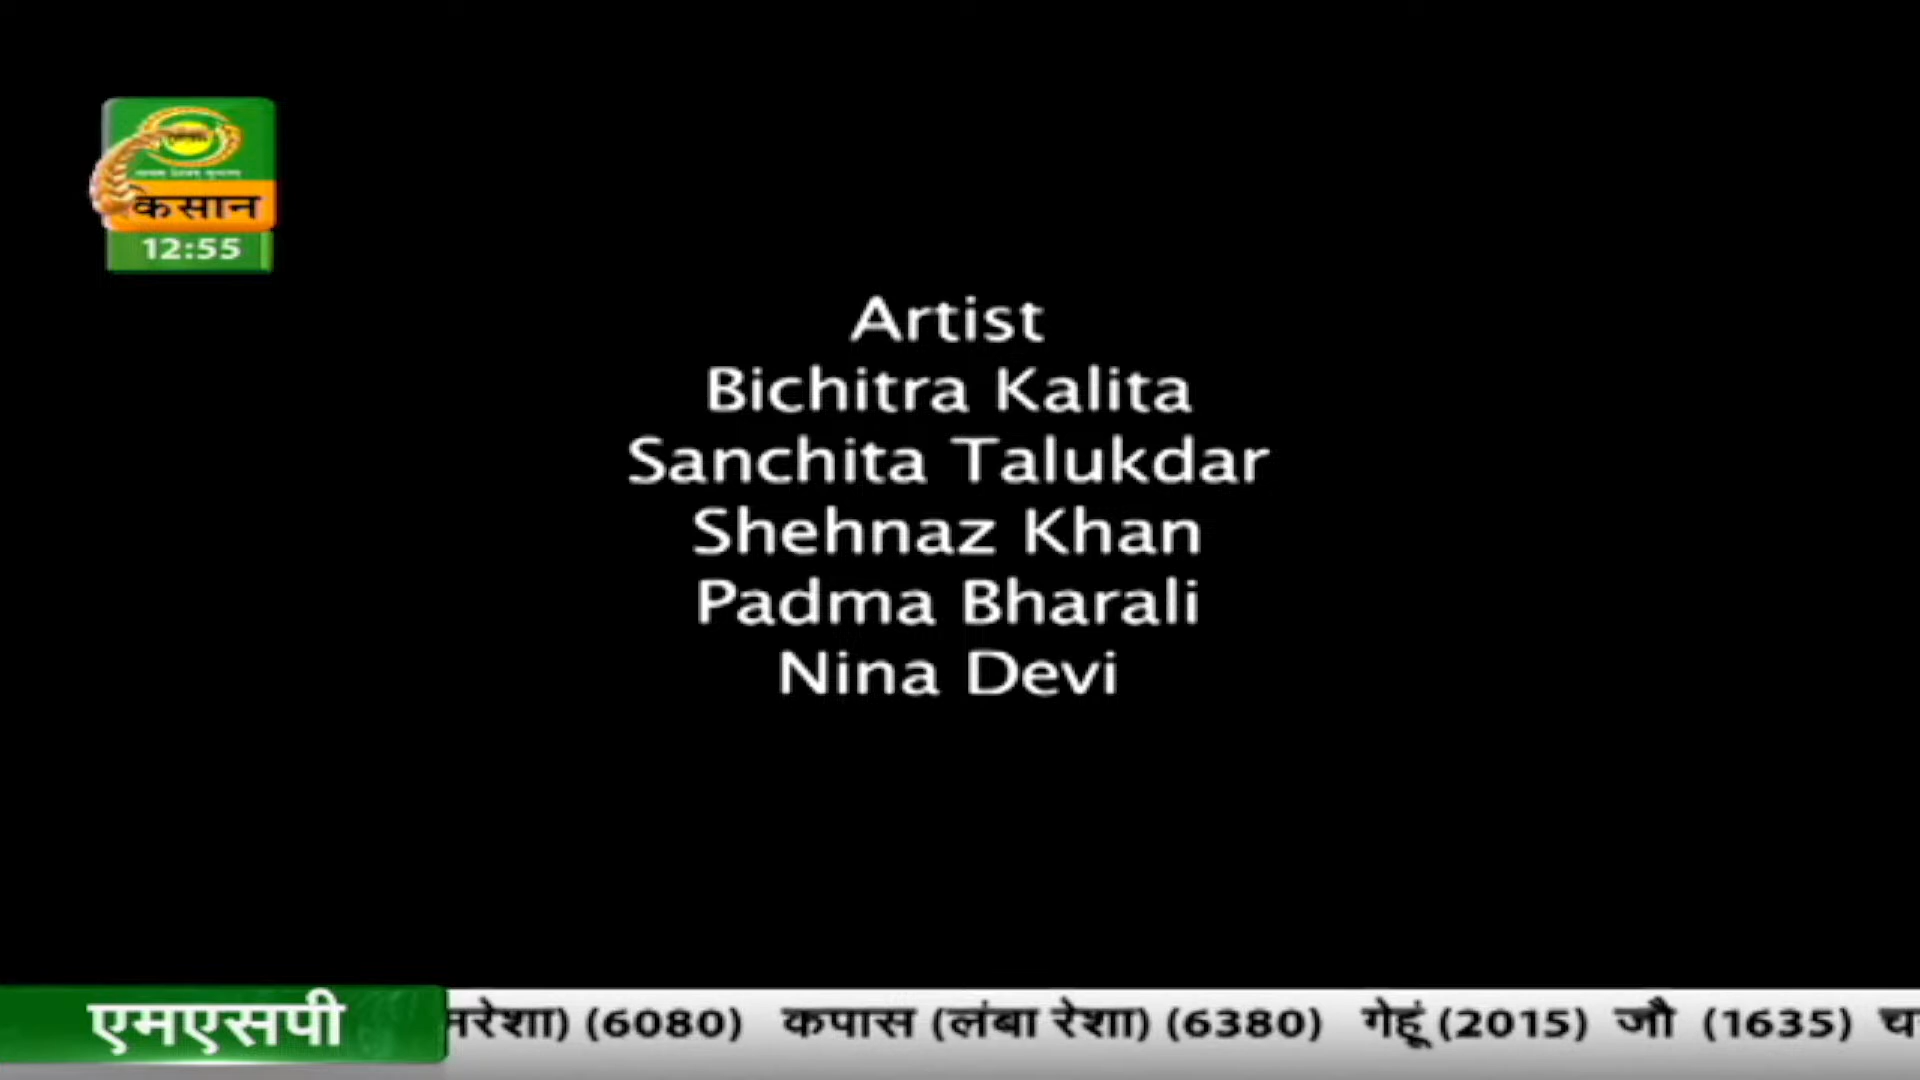 किसान
12:55
Artist
Bichitra Kalita
Sanchita Talukdar
Shehnaz Khan
Padma Bharali
Nina Devi
एमएसपी
(6080) कपास (लंबा रेशा) (6380) गेहूं (2015) जौ (1635)